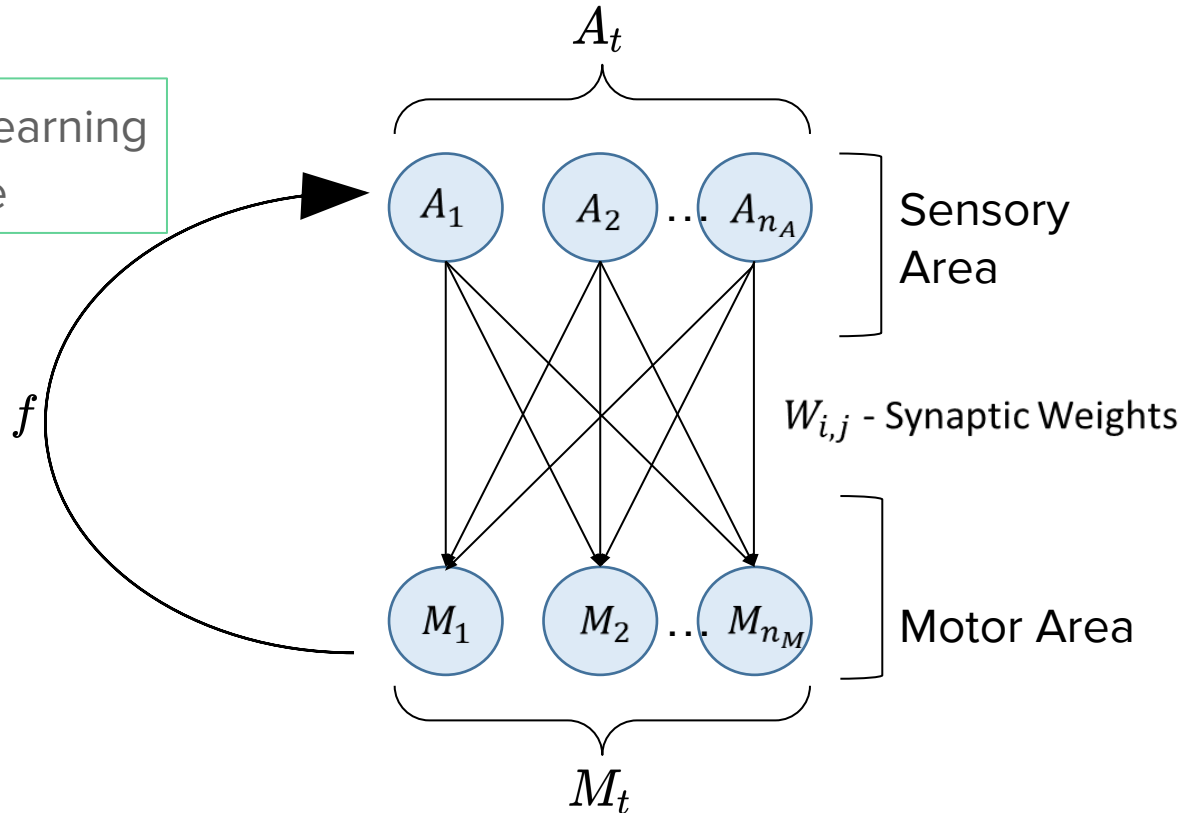 A_t
earning
e
A_1 A_2 ... A_{n_A}
Sensory
Area
f
W_{i,j} - Synaptic Weights
M_1 M_2 ... M_{n_M}
Motor Area
M_t